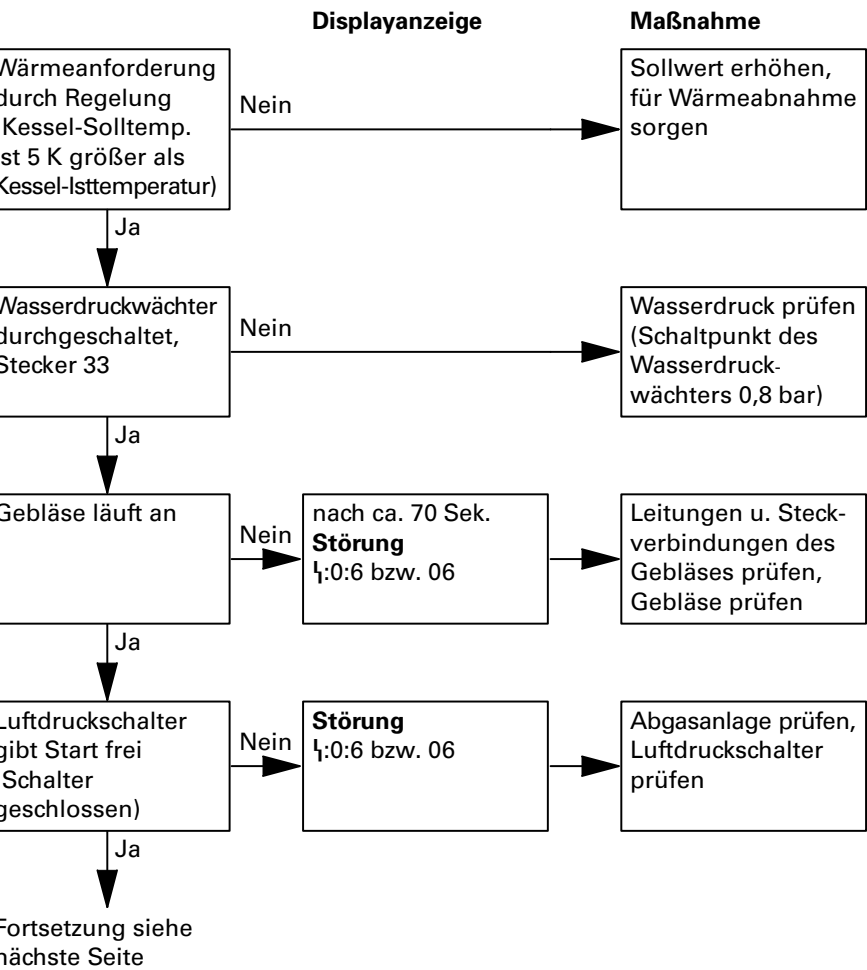 Displayanzeige
Maßnahme
Wärmeanforderung
durch Regelung
Kessel-Solltemp.
st 5 K größer als
Kessel-Isttemperatur)
Nein
Sollwert erhöhen,
für Wärmeabnahme
sorgen
Ja
Wasserdruckwächter
durchgeschaltet,
Stecker 33
Nein
Wasserdruck prüfen
(Schaltpunkt des
Wasserdruck-
wächters 0,8 bar)
Ja
Gebläse läuft an
Nein
nach ca. 70 Sek.
Störung
:0:6 bzw. 06
Leitungen u. Steck-
verbindungen des
Gebläses prüfen,
Gebläse prüfen
Ja
Luftdruckschalter
gibt Start frei
Schalter
geschlossen)
Nein
Störung
:0:6 bzw. 06
Abgasanlage prüfen,
Luftdruckschalter
prüfen
Ja
Fortsetzung siehe
nächste Seite